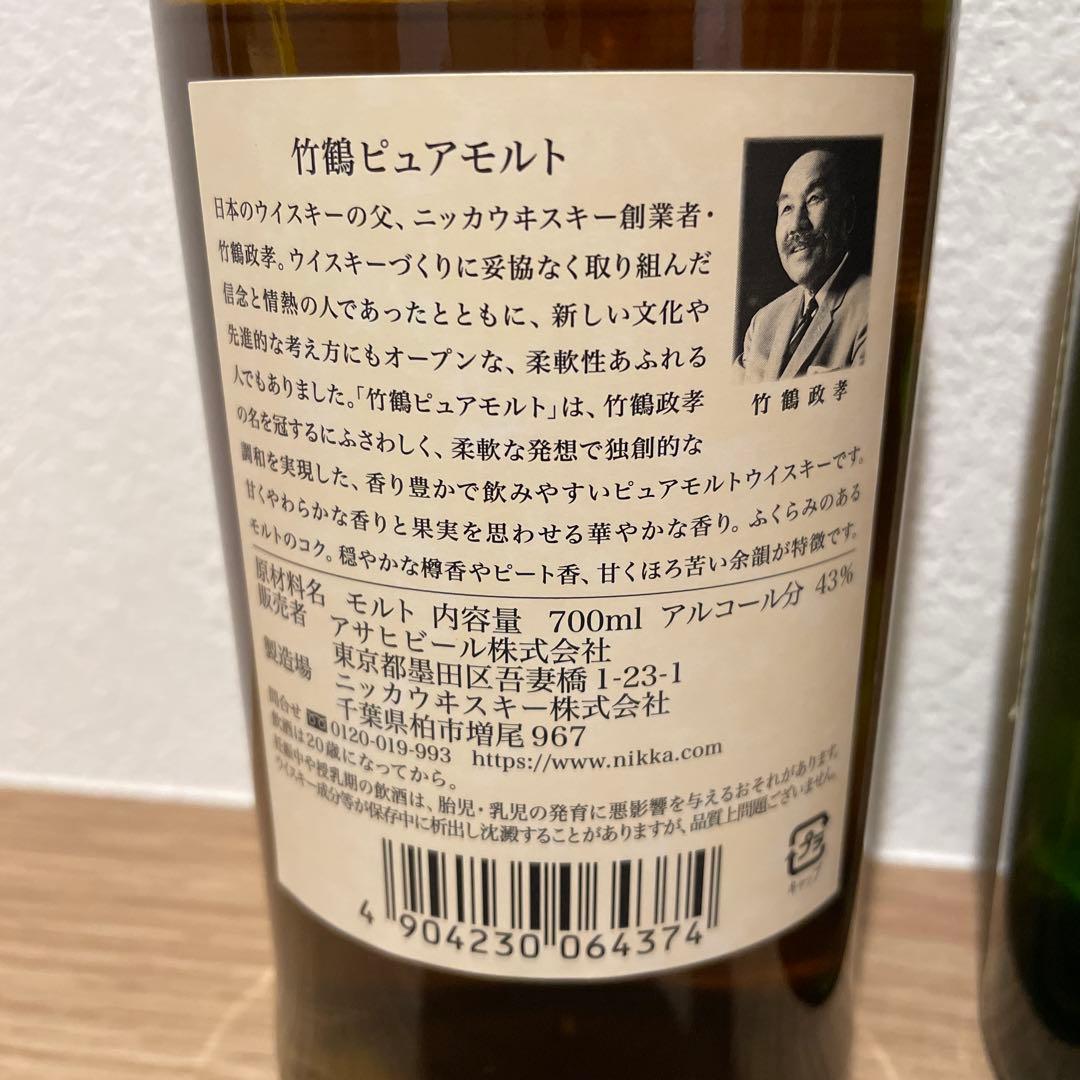 竹鶴ピュアモルト
日本のウイスキーの父、ニッカウヰスキー創業者・
竹鶴政孝。ウイスキーづくりに妥協なく取り組んだ
信念と情熱の人であったとともに、新しい文化や
先進的な考え方にもオープンな、柔軟性あふれる
人でもありました。「竹鶴ピュアモルト」は、竹鶴政孝
の名を冠するにふさわしく、柔軟な発想で独創的な
調和を実現した、香り豊かで飲みやすいピュアモルトウイスキーです。
甘くやわらかな香りと果実を思わせる華やかな香り。ふくらみのある
モルトのコク。穏やかな樽香やピート香、甘くほろ苦い余韻が特徴です。
竹鶴政孝
原材料名 モルト 内容量 700ml アルコール分 43%
販売者 アサヒビール株式会社
東京都墨田区吾妻橋1-23-1
製造場 ニッカウヰスキー株式会社
千葉県柏市増尾967
問合せ 0120-019-993 https://www.nikka.com
飲酒は20歳になってから。
妊娠中や授乳期の飲酒は、胎児・乳児の発育に悪影響を与えるおそれがあります。
ウイスキー成分等が保存中に析出し沈澱することがありますが、品質上問題ございません。
プラ
キャップ
4 904230 064374